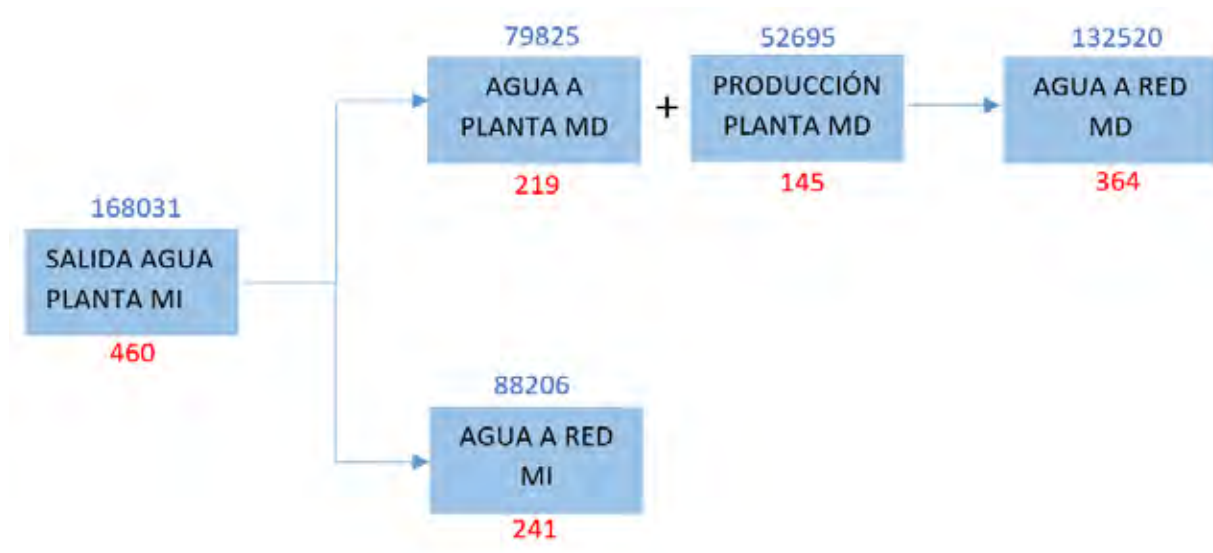 79825
AGUA A
PLANTA MD
219
+
52695
PRODUCCIÓN
PLANTA MD
145
132520
AGUA A RED
MD
364
168031
SALIDA AGUA
PLANTA MI
460
88206
AGUA A RED
MI
241